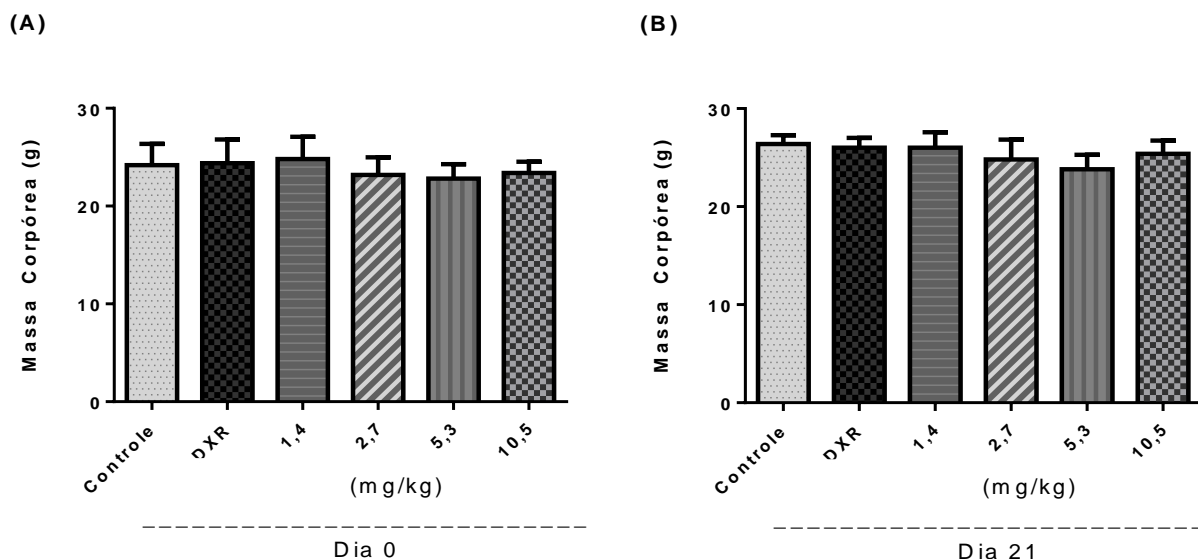 (A)
Massa Corpórea (g)
30
20
10
0
Controle
DXR
1,4
2,7
5,3
10,5
(mg/kg)
Dia 0
(B)
Massa Corpórea (g)
30
20
10
0
Controle
DXR
1,4
2,7
5,3
10,5
(mg/kg)
Dia 21